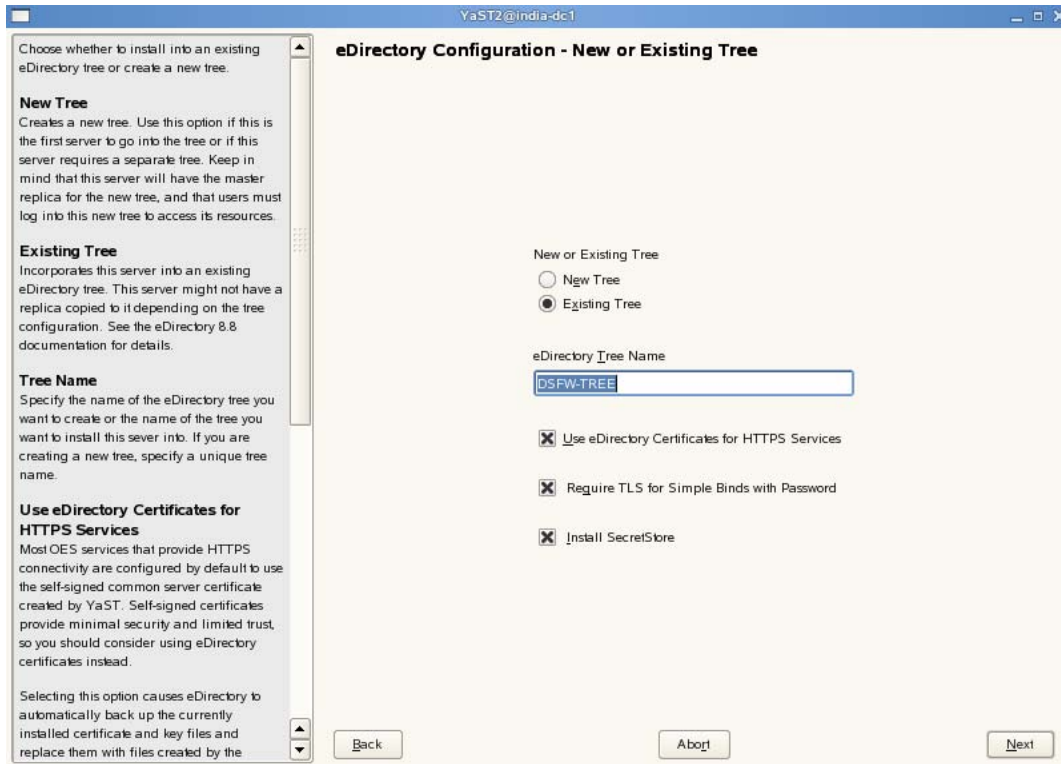 YaST2@india-dc1
Choose whether to install into an existing
eDirectory tree or create a new tree.
New Tree
Creates a new tree. Use this option if this is
the first server to go into the tree or if this
server requires a separate tree. Keep in
mind that this server will have the master
replica for the new tree, and that users must
log into this new tree to access its resources.
Existing Tree
Incorporates this server into an existing
eDirectory tree. This server might not have a
replica copied to it depending on the tree
configuration. See the eDirectory 8.8
documentation for details.
Tree Name
Specify the name of the eDirectory tree you
want to create or the name of the tree you
want to install this sever into. If you are
creating a new tree, specify a unique tree
name.
Use eDirectory Certificates for
HTTPS Services
Most OES services that provide HTTPS
connectivity are configured by default to use
the self-signed common server certificate
created by YaST. Self-signed certificates
provide minimal security and limited trust,
so you should consider using eDirectory
certificates instead.
Selecting this option causes eDirectory to
automatically back up the currently
installed certificate and key files and
replace them with files created by the
eDirectory Configuration - New or Existing Tree
New or Existing Tree
New Tree
Existing Tree
eDirectory Tree Name
DSFW-TREE
Use eDirectory Certificates for HTTPS Services
Require TLS for Simple Binds with Password
Install SecretStore
Back
Abort
Next